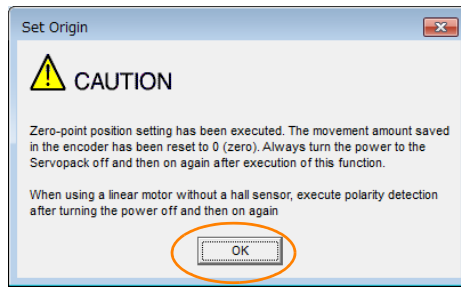 Set Origin
CAUTION
Zero-point position setting has been executed. The movement amount saved
in the encoder has been reset to 0 (zero). Always turn the power to the
Servopack off and then on again after execution of this function.
When using a linear motor without a hall sensor, execute polarity detection
after turning the power off and then on again
OK